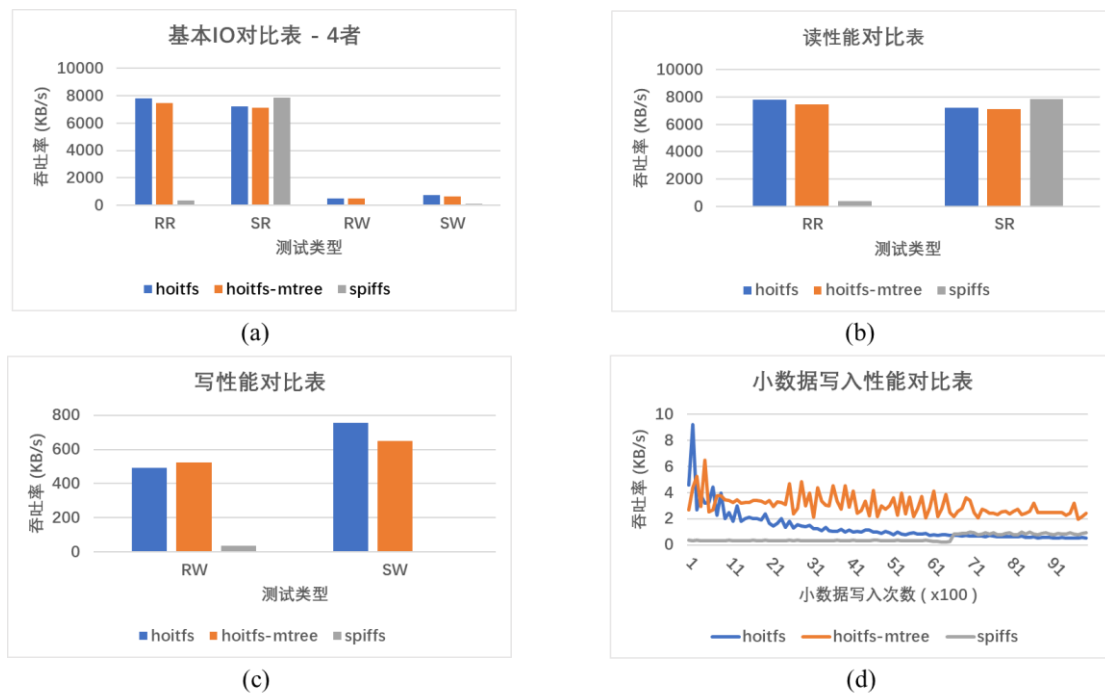 基本IO对比表 - 4者
吞吐率 (KB/s)
10000
8000
6000
4000
2000
0
RR SR RW SW
测试类型
hoitfs hoitfs-mtree spiffs
(a)
读性能对比表
吞吐率 (KB/s)
10000
8000
6000
4000
2000
0
RR SR
测试类型
hoitfs hoitfs-mtree spiffs
(b)
写性能对比表
吞吐率 (KB/s)
800
600
400
200
0
RW SW
测试类型
hoitfs hoitfs-mtree spiffs
(c)
小数据写入性能对比表
吞吐率 (KB/s)
10
8
6
4
2
0
1 11 21 31 41 51 61 71 81 91
小数据写入次数 ( x100 )
hoitfs hoitfs-mtree spiffs
(d)